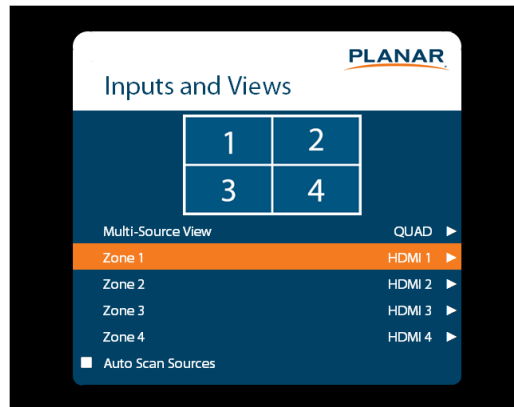 PLANAR
Inputs and Views
1 2
3 4
Multi-Source View QUAD
Zone 1 HDMI 1
Zone 2 HDMI 2
Zone 3 HDMI 3
Zone 4 HDMI 4
Auto Scan Sources